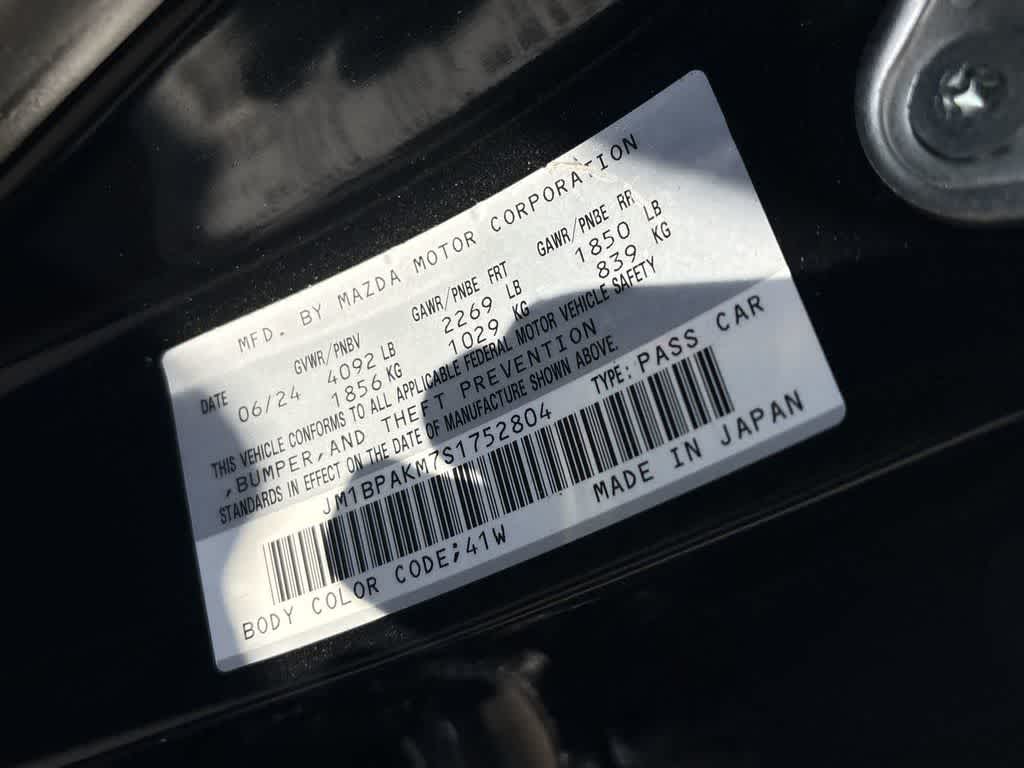 MFD. BY MAZDA MOTOR CORPORATION
DATE GVWR/PNBV GAWR/PNBE FRT GAWR/PNBE RR
06/24 4092 LB 2269 LB 1850 LB
1856 KG 1029 KG 839 KG
THIS VEHICLE CONFORMS TO ALL APPLICABLE FEDERAL MOTOR VEHICLE SAFETY
,BUMPER,AND THEFT PREVENTION
STANDARDS IN EFFECT ON THE DATE OF MANUFACTURE SHOWN ABOVE.
JM1BPAKM7S1752804 TYPE: PASS CAR
BODY COLOR CODE;41W MADE IN JAPAN